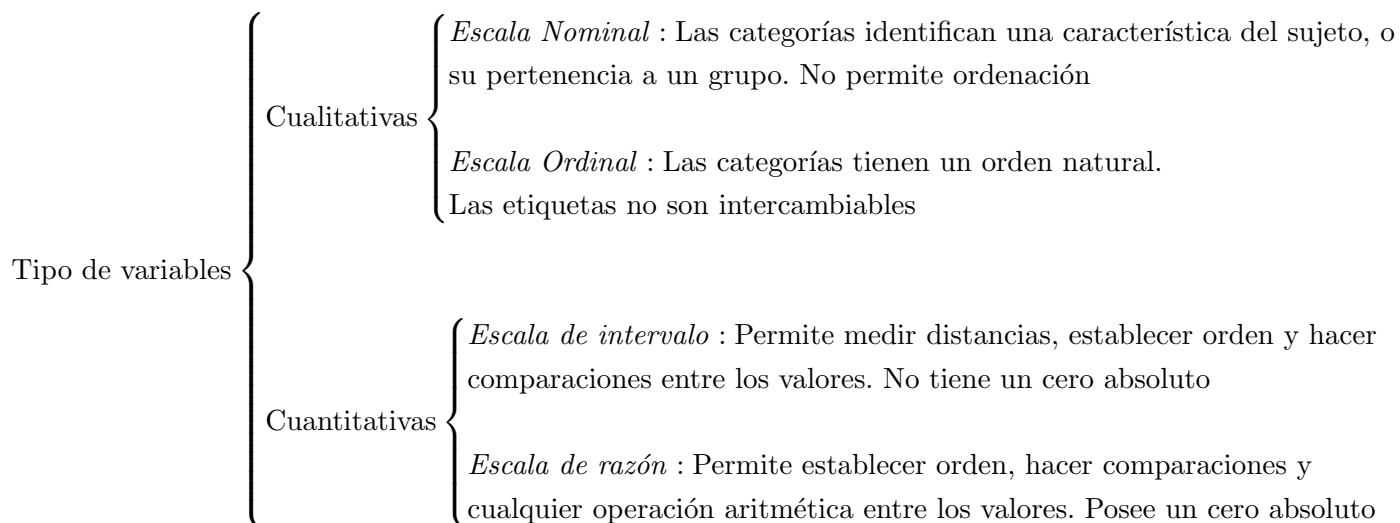 Escala Nominal : Las categorías identifican una característica del sujeto, o
su pertenencia a un grupo. No permite ordenación
Cualitativas
Escala Ordinal : Las categorías tienen un orden natural.
Las etiquetas no son intercambiables
Tipo de variables
Escala de intervalo : Permite medir distancias, establecer orden y hacer
comparaciones entre los valores. No tiene un cero absoluto
Cuantitativas
Escala de razón : Permite establecer orden, hacer comparaciones y
cualquier operación aritmética entre los valores. Posee un cero absoluto